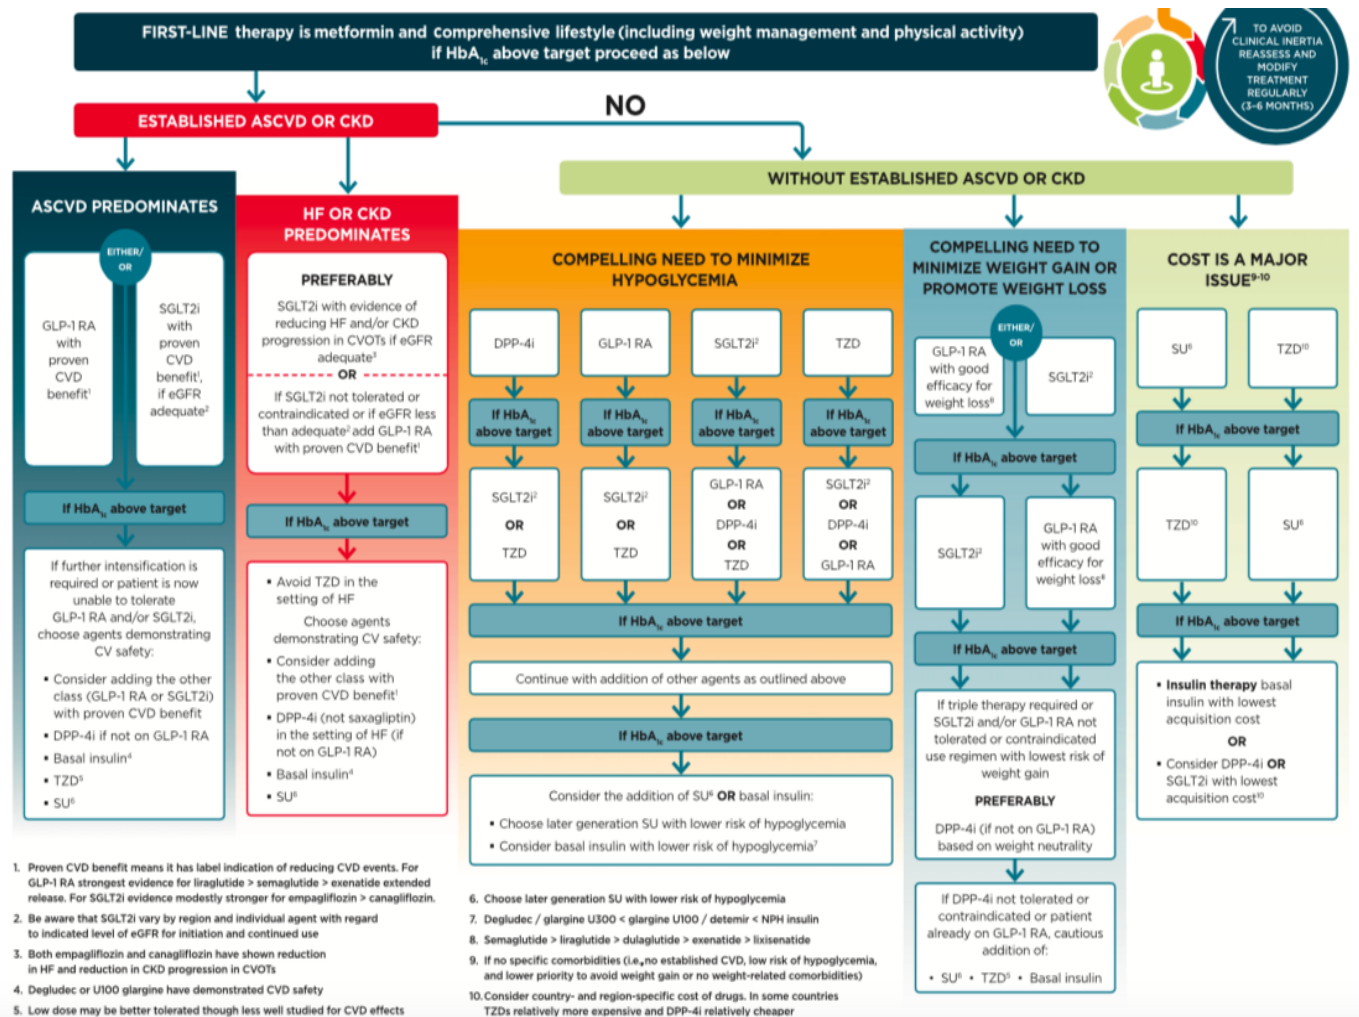 FIRST-LINE therapy is metformin and comprehensive lifestyle (including weight management and physical activity)
if HbA1c above target proceed as below
TO AVOID
CLINICAL INERTIA
REASSESS AND
MODIFY
TREATMENT
REGULARLY
(3-6 MONTHS)
ESTABLISHED ASCVD OR CKD
NO
WITHOUT ESTABLISHED ASCVD OR CKD
ASCVD PREDOMINATES
EITHER/
OR
GLP-1 RA
with
proven
CVD
benefit¹
SGLT2i
with
proven
CVD
benefit¹,
if eGFR
adequate²
If HbA1c above target
If further intensification is
required or patient is now
unable to tolerate
GLP-1 RA and/or SGLT2i,
choose agents demonstrating
CV safety:
▪ Consider adding the other
class (GLP-1 RA or SGLT2i)
with proven CVD benefit
▪ DPP-4i if not on GLP-1 RA
▪ Basal insulin⁴
▪ TZD⁵
▪ SU⁶
HF OR CKD
PREDOMINATES
PREFERABLY
SGLT2i with evidence of
reducing HF and/or CKD
progression in CVOTs if eGFR
adequate³
OR
If SGLT2i not tolerated or
contraindicated or if eGFR less
than adequate² add GLP-1 RA
with proven CVD benefit¹
If HbA1c above target
▪ Avoid TZD in the
setting of HF
Choose agents
demonstrating CV safety:
▪ Consider adding
the other class with
proven CVD benefit¹
▪ DPP-4i (not saxagliptin)
in the setting of HF (if
not on GLP-1 RA)
▪ Basal insulin⁴
▪ SU⁶
COMPELLING NEED TO MINIMIZE
HYPOGLYCEMIA
DPP-4i
If HbA1c
above target
SGLT2i²
OR
TZD
GLP-1 RA
If HbA1c
above target
SGLT2i²
OR
TZD
SGLT2i²
If HbA1c
above target
GLP-1 RA
OR
DPP-4i
OR
TZD
TZD
If HbA1c
above target
SGLT2i²
OR
DPP-4i
OR
GLP-1 RA
If HbA1c above target
Continue with addition of other agents as outlined above
If HbA1c above target
Consider the addition of SU⁶ OR basal insulin:
▪ Choose later generation SU with lower risk of hypoglycemia
▪ Consider basal insulin with lower risk of hypoglycemia⁷
COMPELLING NEED TO
MINIMIZE WEIGHT GAIN OR
PROMOTE WEIGHT LOSS
EITHER/
OR
GLP-1 RA
with good
efficacy for
weight loss⁸
SGLT2i²
If HbA1c above target
SGLT2i²
GLP-1 RA
with good
efficacy for
weight loss⁸
If HbA1c above target
If triple therapy required or
SGLT2i and/or GLP-1 RA not
tolerated or contraindicated
use regimen with lowest risk of
weight gain
PREFERABLY
DPP-4i (if not on GLP-1 RA)
based on weight neutrality
If DPP-4i not tolerated or
contraindicated or patient
already on GLP-1 RA, cautious
addition of:
• SU⁶ • TZD⁵ • Basal insulin
COST IS A MAJOR
ISSUE⁹⁻¹⁰
SU⁶
TZD¹⁰
If HbA1c above target
TZD¹⁰
SU⁶
If HbA1c above target
▪ Insulin therapy basal
insulin with lowest
acquisition cost
OR
▪ Consider DPP-4i OR
SGLT2i with lowest
acquisition cost¹⁰
1. Proven CVD benefit means it has label indication of reducing CVD events. For
GLP-1 RA strongest evidence for liraglutide > semaglutide > exenatide extended
release. For SGLT2i evidence modestly stronger for empagliflozin > canagliflozin.
2. Be aware that SGLT2i vary by region and individual agent with regard
to indicated level of eGFR for initiation and continued use
3. Both empagliflozin and canagliflozin have shown reduction
in HF and reduction in CKD progression in CVOTs
4. Degludec or U100 glargine have demonstrated CVD safety
5. Low dose may be better tolerated though less well studied for CVD effects
6. Choose later generation SU with lower risk of hypoglycemia
7. Degludec / glargine U300 < glargine U100 / detemir < NPH insulin
8. Semaglutide > liraglutide > dulaglutide > exenatide > lixisenatide
9. If no specific comorbidities (i.e., no established CVD, low risk of hypoglycemia,
and lower priority to avoid weight gain or no weight-related comorbidities)
10. Consider country- and region-specific cost of drugs. In some countries
TZDs relatively more expensive and DPP-4i relatively cheaper